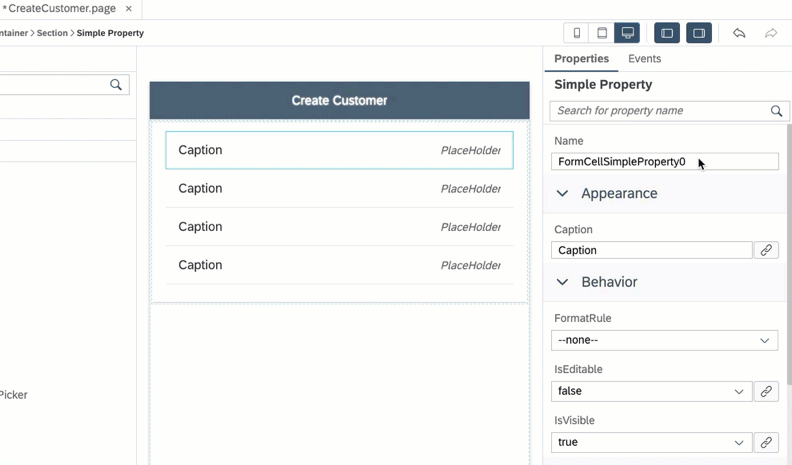 * CreateCustomer.page ×
ntainer > Section > Simple Property
Create Customer
Caption PlaceHolder
Caption PlaceHolder
Caption PlaceHolder
Caption PlaceHolder
Picker
Properties Events
Simple Property
Search for property name
Name
FormCellSimpleProperty0
Appearance
Caption
Caption
Behavior
FormatRule
--none--
IsEditable
false
IsVisible
true